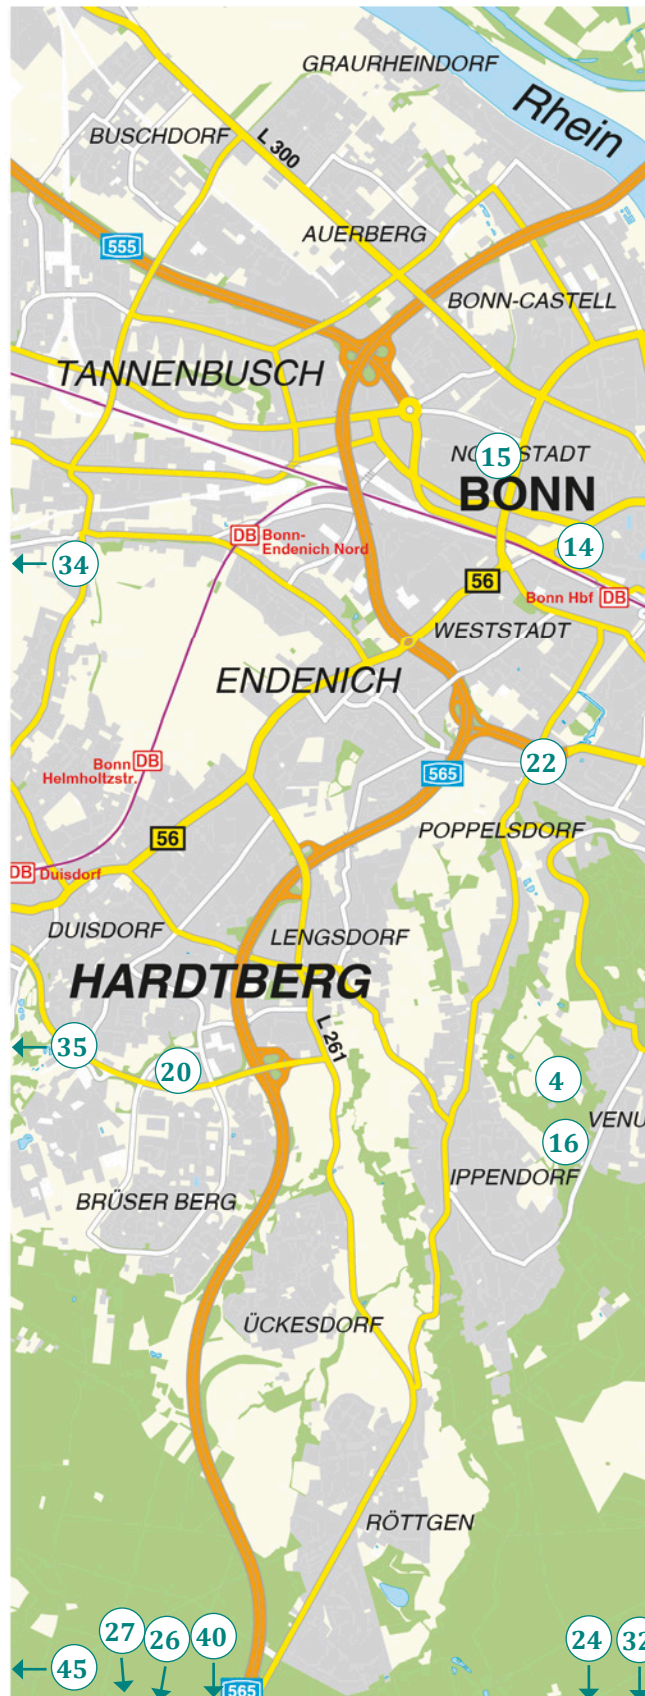 GRAURHEINDORF
Rhein
BUSCHDORF
L 300
AUERBERG
555
BONN-CASTELL
TANNENBUSCH
15
BONN
DB Bonn-
Endenich Nord
14
34
56
Bonn Hbf DB
WESTSTADT
ENDENICH
Bonn DB
Helmholtzstr.
22
565
POPPELSDORF
56
DB Duisdorf
DUISDORF
LENGSDORF
HARDTBERG
L 261
35
20
4
VENU
16
IPPENDORF
BRÜSER BERG
ÜCKESDORF
RÖTTGEN
27
26
40
24
32
45
565